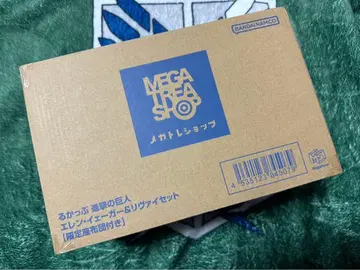 BANDAI NAMCO
MEGA
TREA
SHOP
メガトレショップ
るかっぷ 進撃の巨人
エレン・イェーガー&リヴァイセット
【限定座布団付き】